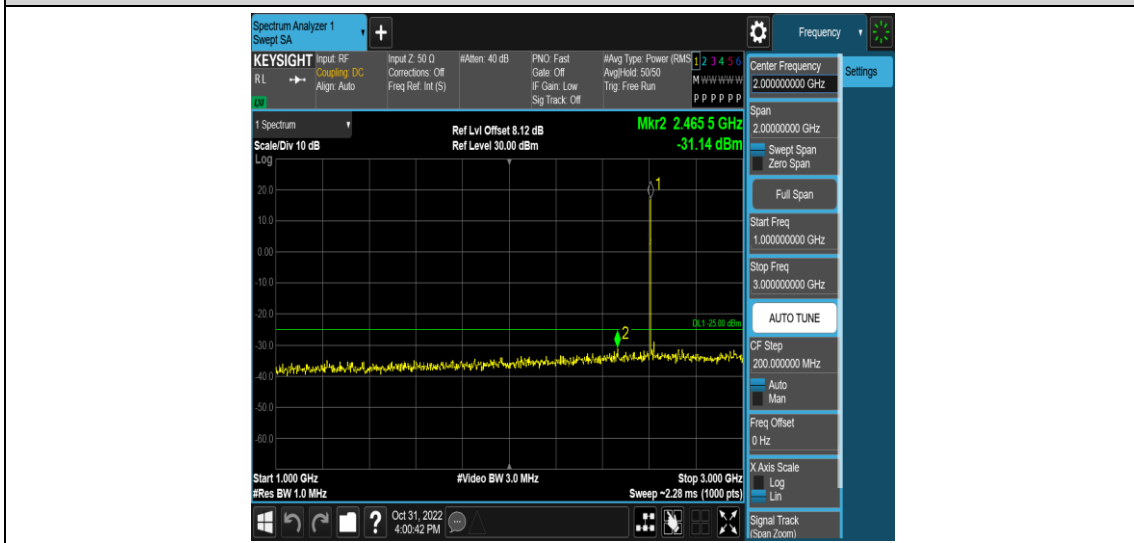 Spectrum Analyzer 1
Swept SA
+
Frequency
KEYSIGHT
RL
LNI
Input: RF
Coupling: DC
Align: Auto
Input Z: 50 Ω
Corrections: Off
Freq Ref: Int (S)
#Atten: 40 dB
PNO: Fast
Gate: Off
IF Gain: Low
Sig Track: Off
#Avg Type: Power (RMS
Avg|Hold: 50/50
Trig: Free Run
1 2 3 4 5 6
M W W W W W
P P P P P P
Center Frequency
2.000000000 GHz
Settings
Span
2.00000000 GHz
Swept Span
Zero Span
Full Span
Start Freq
1.000000000 GHz
Stop Freq
3.000000000 GHz
AUTO TUNE
CF Step
200.000000 MHz
Auto
Man
Freq Offset
0 Hz
X Axis Scale
Log
Lin
Signal Track
(Span Zoom)
1 Spectrum
Scale/Div 10 dB
Ref Lvl Offset 8.12 dB
Ref Level 30.00 dBm
Mkr2 2.465 5 GHz
-31.14 dBm
Log
20.0
10.0
0.00
-10.0
-20.0
-30.0
-40.0
-50.0
-60.0
1
2
DL1 -25.00 dBm
Start 1.000 GHz
#Res BW 1.0 MHz
#Video BW 3.0 MHz
Stop 3.000 GHz
Sweep ~2.28 ms (1000 pts)
?
Oct 31, 2022
4:00:42 PM